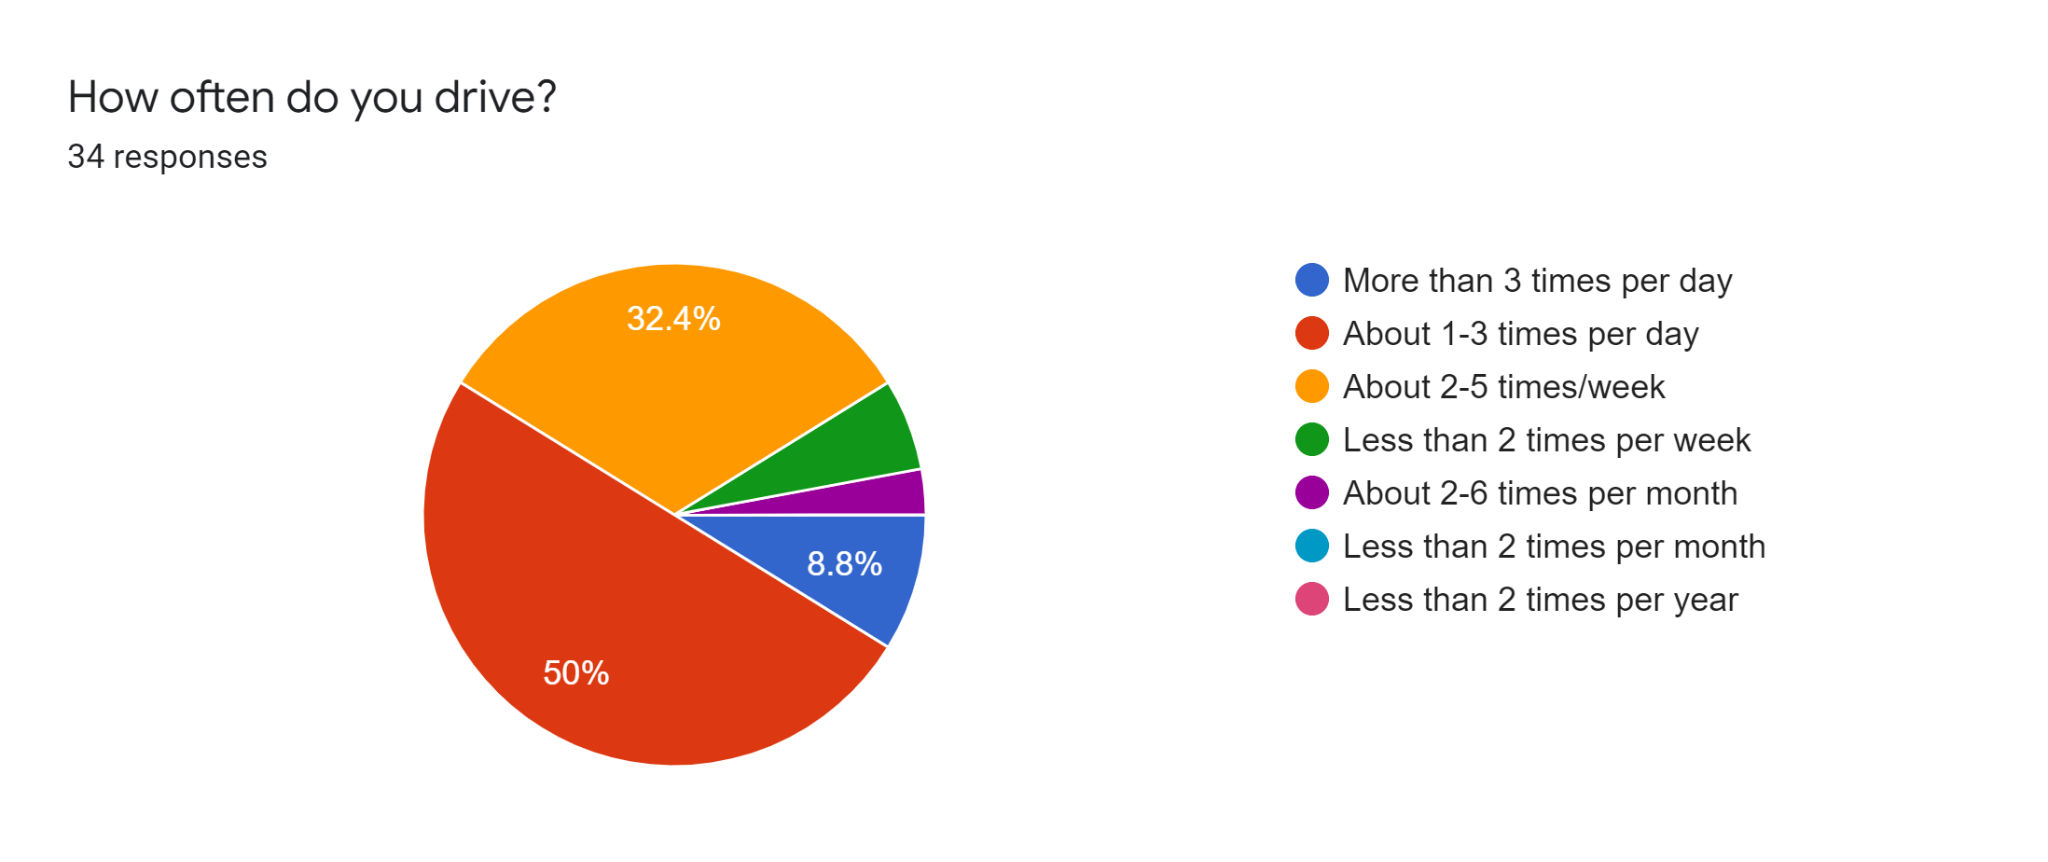 How often do you drive?
34 responses
32.4%
8.8%
50%
More than 3 times per day
About 1-3 times per day
About 2-5 times/week
Less than 2 times per week
About 2-6 times per month
Less than 2 times per month
Less than 2 times per year